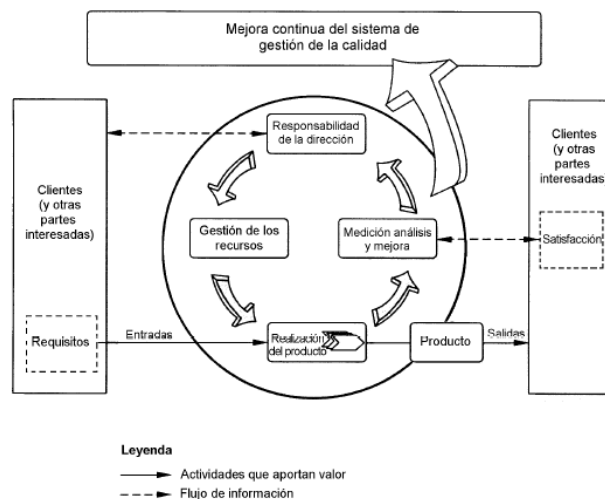 Mejora continua del sistema de
gestión de la calidad
Responsabilidad
de la dirección
Clientes
(y otras
partes
interesadas)
Clientes
(y otras
partes
interesadas)
Gestión de los
recursos
Medición análisis
y mejora
Satisfacción
Requisitos
Entradas
Realización
del producto
Producto
Salidas
Leyenda
Actividades que aportan valor
Flujo de información